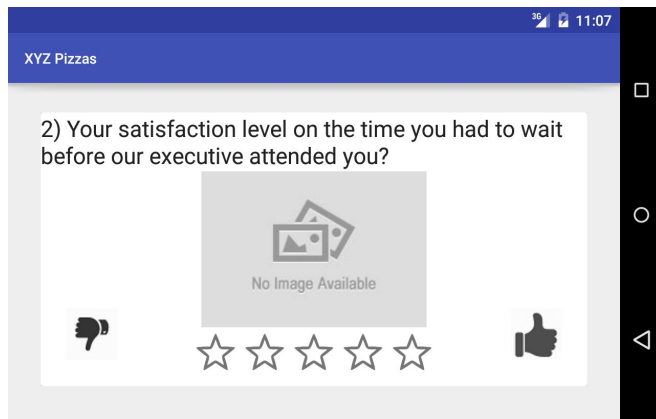 3G 11:07
XYZ Pizzas
2) Your satisfaction level on the time you had to wait
before our executive attended you?
No Image Available